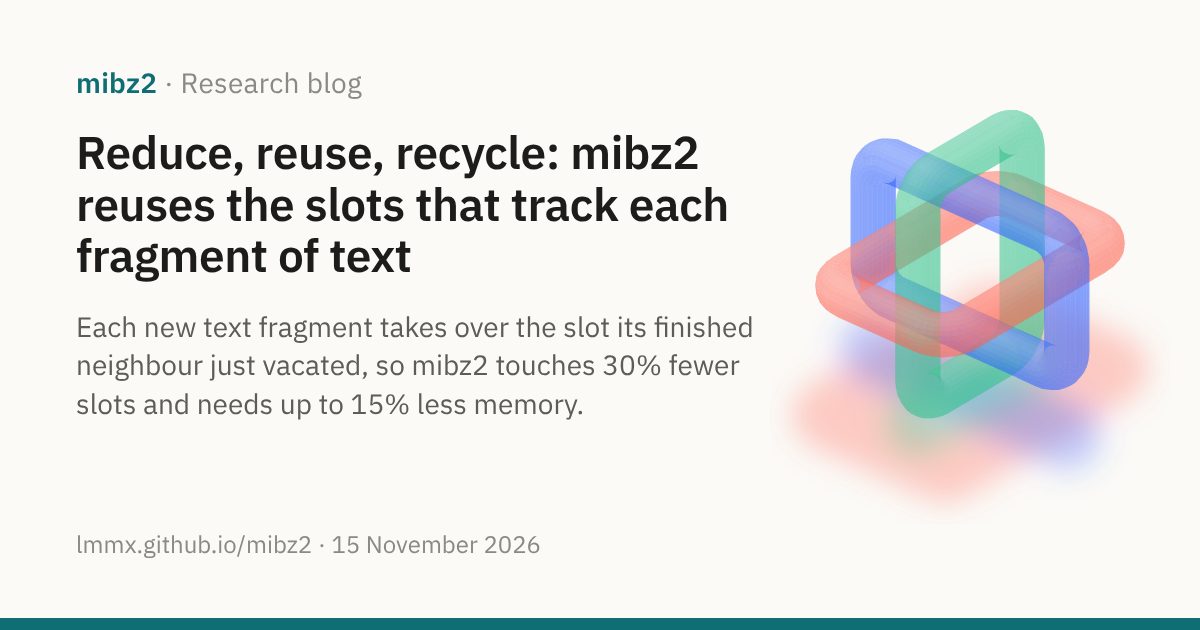 mibz2 · Research blog
Reduce, reuse, recycle: mibz2
reuses the slots that track each
fragment of text
Each new text fragment takes over the slot its finished
neighbour just vacated, so mibz2 touches 30% fewer
slots and needs up to 15% less memory.
lmmx.github.io/mibz2 · 15 November 2026